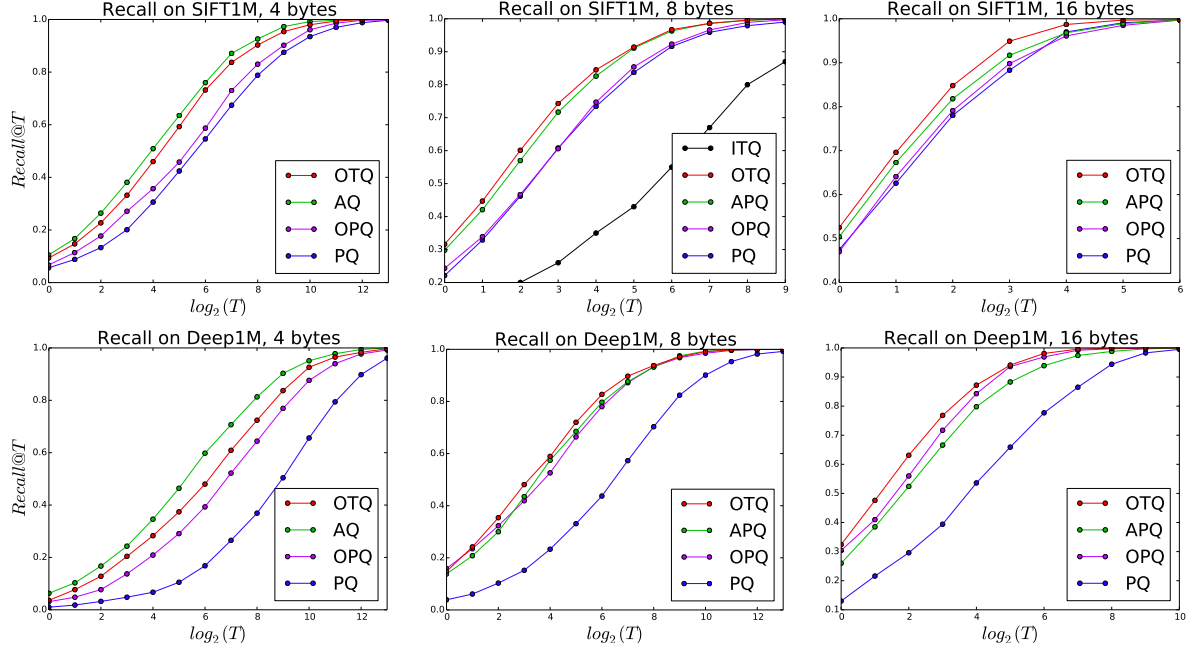 Recall on SIFT1M, 4 bytes
1.0
0.8
0.6
0.4
0.2
0.0
Recall@T
0 2 4 6 8 10 12
log2(T)
OTQ
AQ
OPQ
PQ
Recall on SIFT1M, 8 bytes
1.0
0.9
0.8
0.7
0.6
0.5
0.4
0.3
0.2
0 1 2 3 4 5 6 7 8 9
log2(T)
ITQ
OTQ
APQ
OPQ
PQ
Recall on SIFT1M, 16 bytes
1.0
0.9
0.8
0.7
0.6
0.5
0.4
0 1 2 3 4 5 6
log2(T)
OTQ
APQ
OPQ
PQ
Recall on Deep1M, 4 bytes
1.0
0.8
0.6
0.4
0.2
0.0
Recall@T
0 2 4 6 8 10 12
log2(T)
OTQ
AQ
OPQ
PQ
Recall on Deep1M, 8 bytes
1.0
0.8
0.6
0.4
0.2
0.0
0 2 4 6 8 10 12
log2(T)
OTQ
APQ
OPQ
PQ
Recall on Deep1M, 16 bytes
1.0
0.9
0.8
0.7
0.6
0.5
0.4
0.3
0.2
0.1
0 2 4 6 8 10
log2(T)
OTQ
APQ
OPQ
PQ